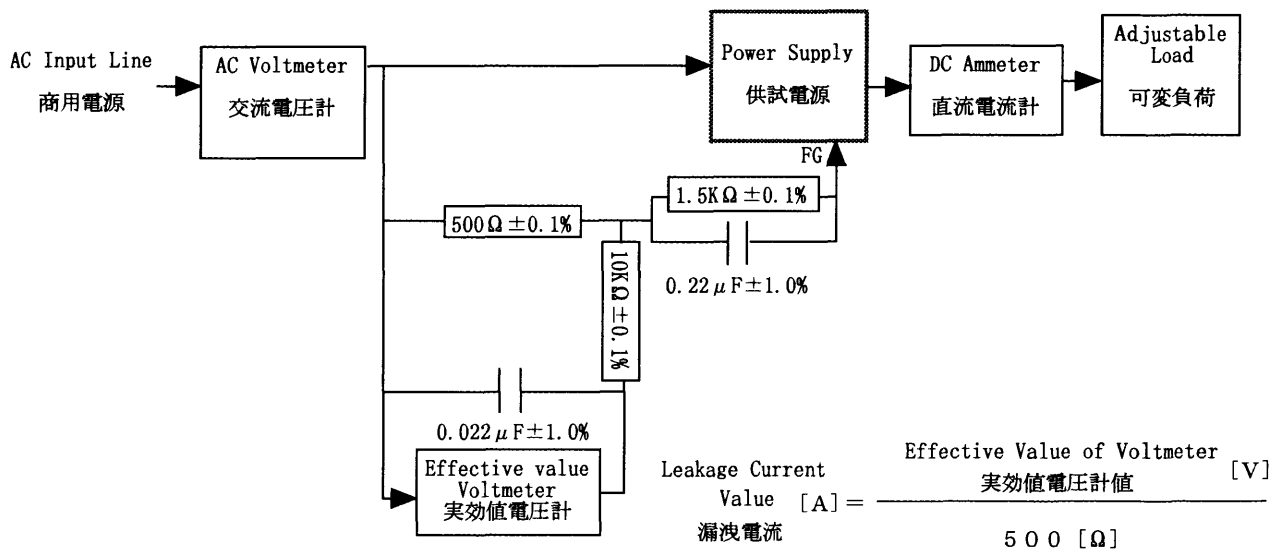 AC Input Line
商用電源
AC Voltmeter
交流電圧計
Power Supply
供試電源
DC Ammeter
直流電流計
Adjustable
Load
可変負荷
FG
1.5KΩ±0.1%
500Ω±0.1%
10KΩ±0.1%
0.22μF±1.0%
0.022μF±1.0%
Effective value
Voltmeter
実効値電圧計
Leakage Current
Value [A]=
漏洩電流
Effective Value of Voltmeter
実効値電圧計値 [V]
500 [Ω]